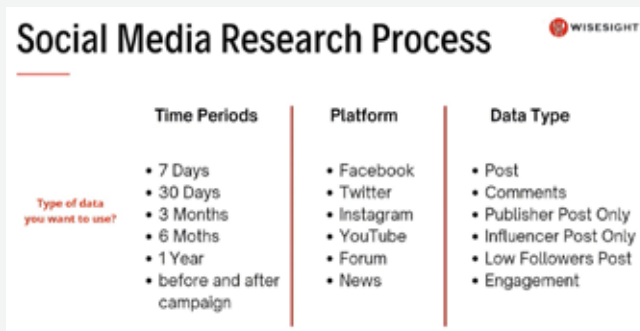 Social Media Research Process
WISESIGHT
Type of data
you want to use?
Time Periods
• 7 Days
• 30 Days
• 3 Months
• 6 Moths
• 1 Year
• before and after
campaign
Platform
• Facebook
• Twitter
• Instagram
• YouTube
• Forum
• News
Data Type
• Post
• Comments
• Publisher Post Only
• Influencer Post Only
• Low Followers Post
• Engagement